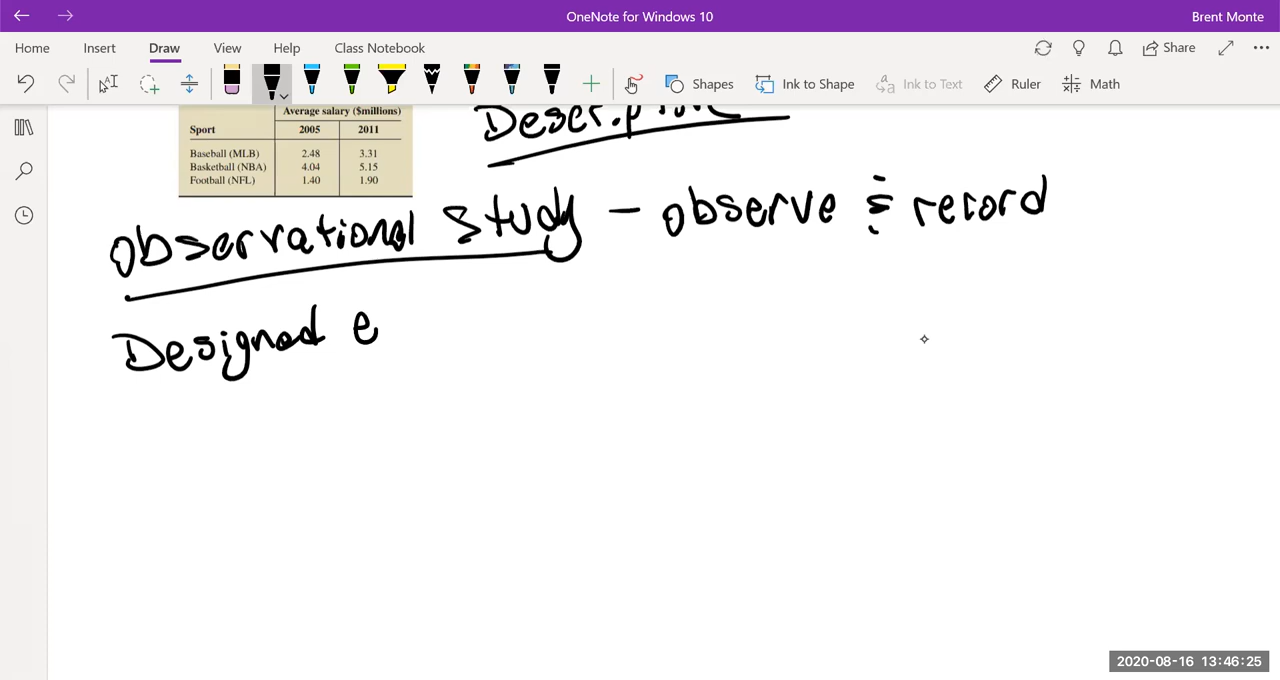 OneNote for Windows 10
Brent Monte
Home Insert Draw View Help Class Notebook Share
Shapes Ink to Shape Ink to Text Ruler Math
Average salary ($millions)
Sport 2005 2011
Baseball (MLB) 2.48 3.31
Basketball (NBA) 4.04 5.15
Football (NFL) 1.40 1.90
Observational study - observe & record
Designed e
2020-08-16 13:46:25